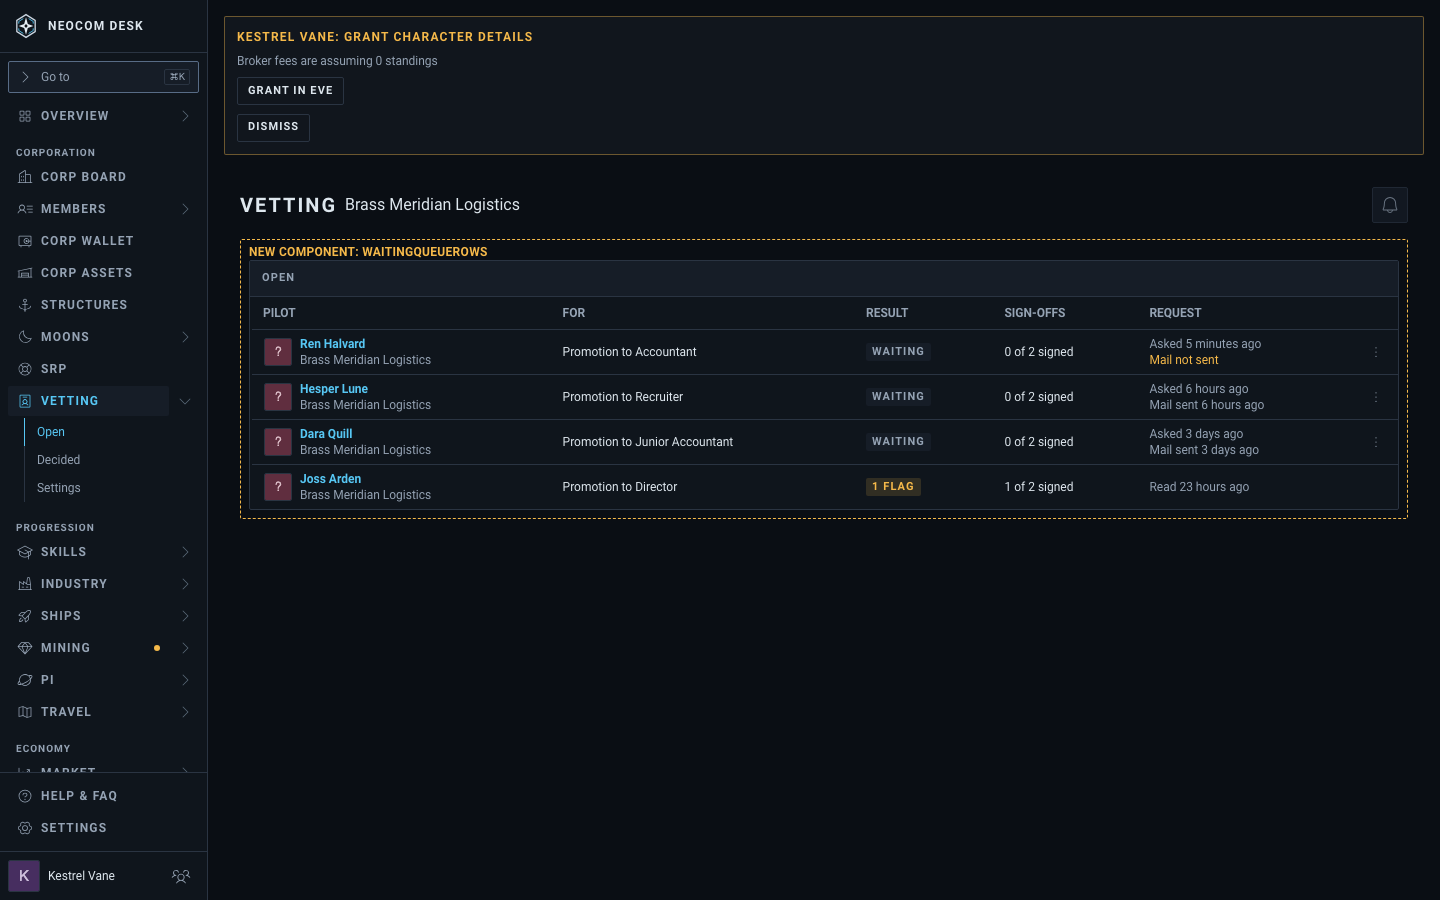 NEOCOM DESK
Go to
⌘K
OVERVIEW
CORPORATION
CORP BOARD
MEMBERS
CORP WALLET
CORP ASSETS
STRUCTURES
MOONS
SRP
VETTING
Open
Decided
Settings
PROGRESSION
SKILLS
INDUSTRY
SHIPS
MINING
PI
TRAVEL
ECONOMY
MARKET
HELP & FAQ
SETTINGS
K
Kestrel Vane
KESTREL VANE: GRANT CHARACTER DETAILS
Broker fees are assuming 0 standings
GRANT IN EVE
DISMISS
VETTING Brass Meridian Logistics
NEW COMPONENT: WAITINGQUEUEROWS
OPEN
PILOT FOR RESULT SIGN-OFFS REQUEST
? Ren Halvard
Brass Meridian Logistics
Promotion to Accountant
WAITING
0 of 2 signed
Asked 5 minutes ago
Mail not sent
? Hesper Lune
Brass Meridian Logistics
Promotion to Recruiter
WAITING
0 of 2 signed
Asked 6 hours ago
Mail sent 6 hours ago
? Dara Quill
Brass Meridian Logistics
Promotion to Junior Accountant
WAITING
0 of 2 signed
Asked 3 days ago
Mail sent 3 days ago
? Joss Arden
Brass Meridian Logistics
Promotion to Director
1 FLAG
1 of 2 signed
Read 23 hours ago